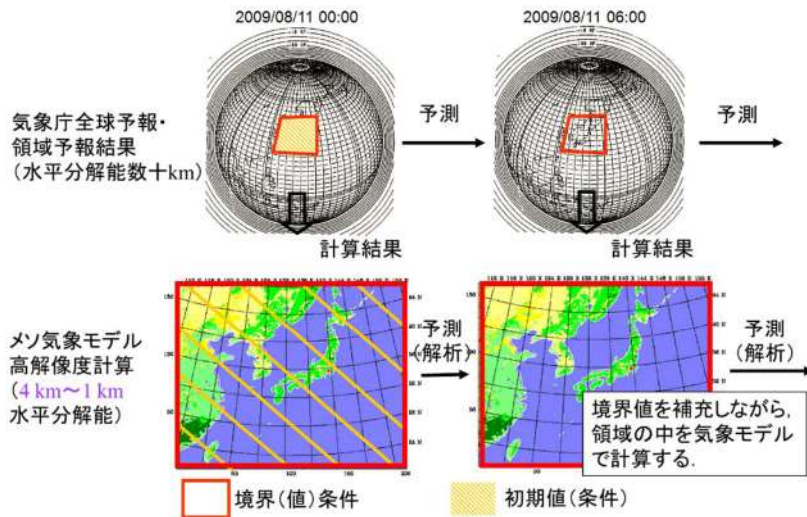 2009/08/11 00:00
2009/08/11 06:00
気象庁全球予報・
領域予報結果
（水平分解能数十km）
予測
予測
計算結果
計算結果
メソ気象モデル
高解像度計算
（4 km～1 km
水平分解能）
予測
（解析）
予測
（解析）
境界値を補充しながら，
領域の中を気象モデル
で計算する．
境界（値）条件
初期値（条件）